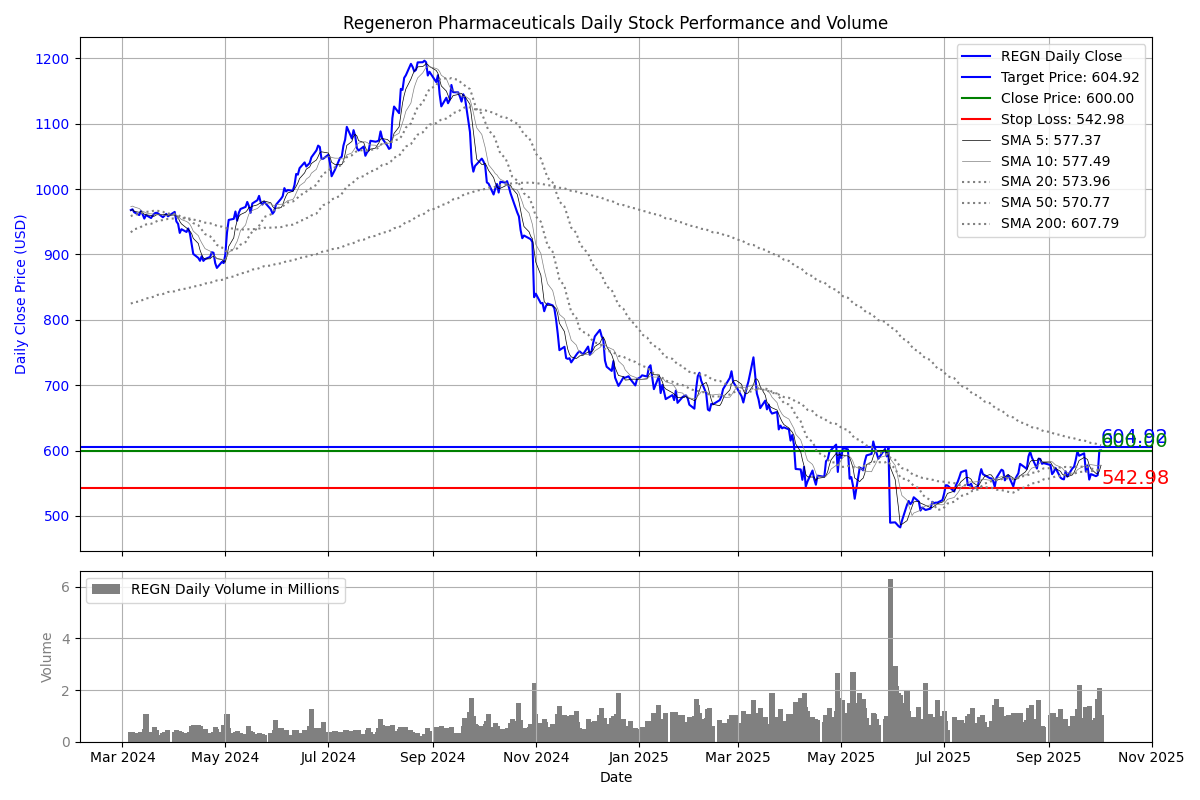 Regeneron Pharmaceuticals Daily Stock Performance and Volume
Daily Close Price (USD)
1200
1100
1000
900
800
700
600
500
REGN Daily Close
Target Price: 604.92
Close Price: 600.00
Stop Loss: 542.98
SMA 5: 577.37
SMA 10: 577.49
SMA 20: 573.96
SMA 50: 570.77
SMA 200: 607.79
604.92
600.00
542.98
Volume
6
4
2
0
REGN Daily Volume in Millions
Mar 2024 May 2024 Jul 2024 Sep 2024 Nov 2024 Jan 2025 Mar 2025 May 2025 Jul 2025 Sep 2025 Nov 2025
Date